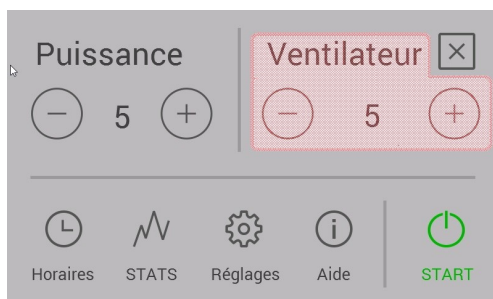 Puissance
Ventilateur
5
5
Horaires
STATS
Réglages
Aide
START